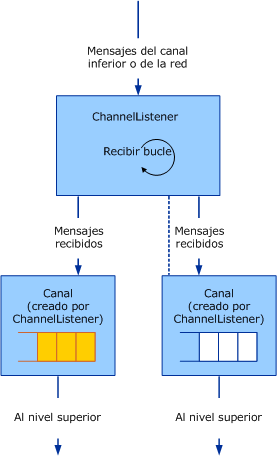 Mensajes del canal
inferior o de la red
ChannelListener
Recibir bucle
Mensajes
recibidos
Mensajes
recibidos
Canal
(creado por
ChannelListener)
Canal
(creado por
ChannelListener)
Al nivel superior
Al nivel superior